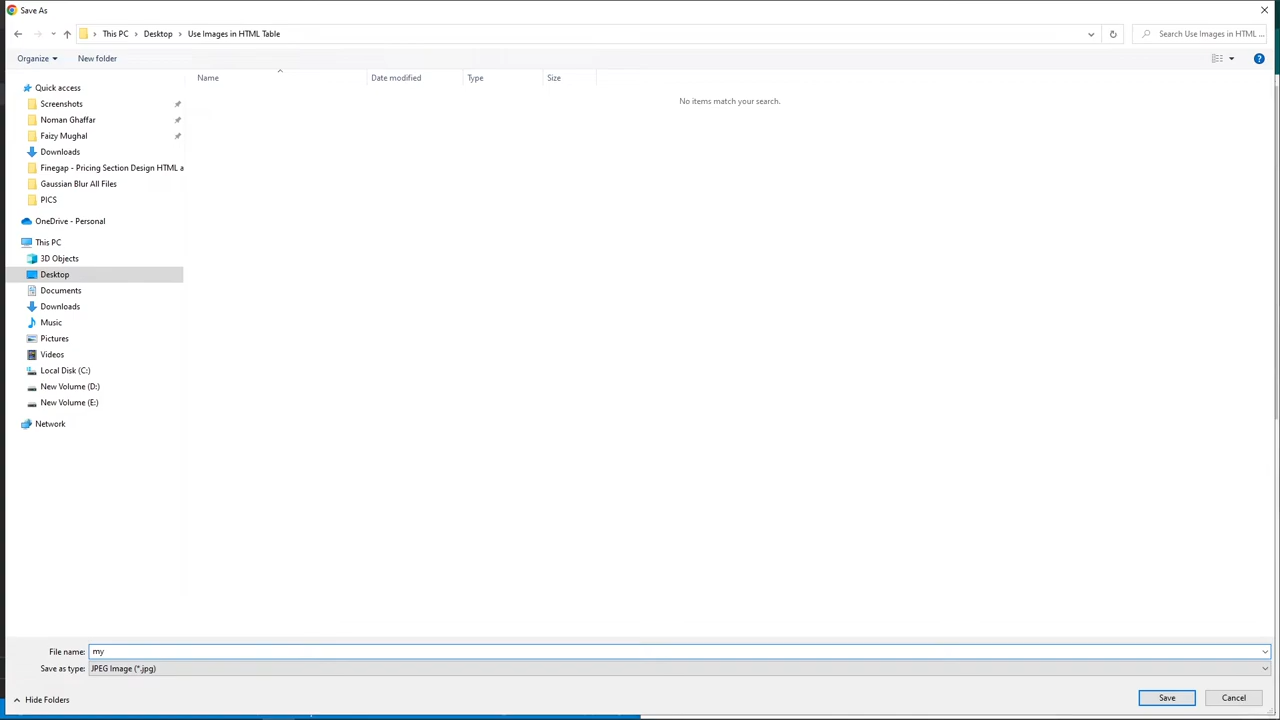 Save As
This PC Desktop Use Images in HTML Table
Search Use Images in HTML ...
Organize New folder
Name Date modified Type Size
No items match your search.
Quick access
Screenshots
Noman Ghaffar
Faizy Mughal
Downloads
Finegap - Pricing Section Design HTML a
Gaussian Blur All Files
PICS
OneDrive - Personal
This PC
3D Objects
Desktop
Documents
Downloads
Music
Pictures
Videos
Local Disk (C:)
New Volume (D:)
New Volume (E:)
Network
File name: my
Save as type: JPEG Image (*.jpg)
Hide Folders Save Cancel